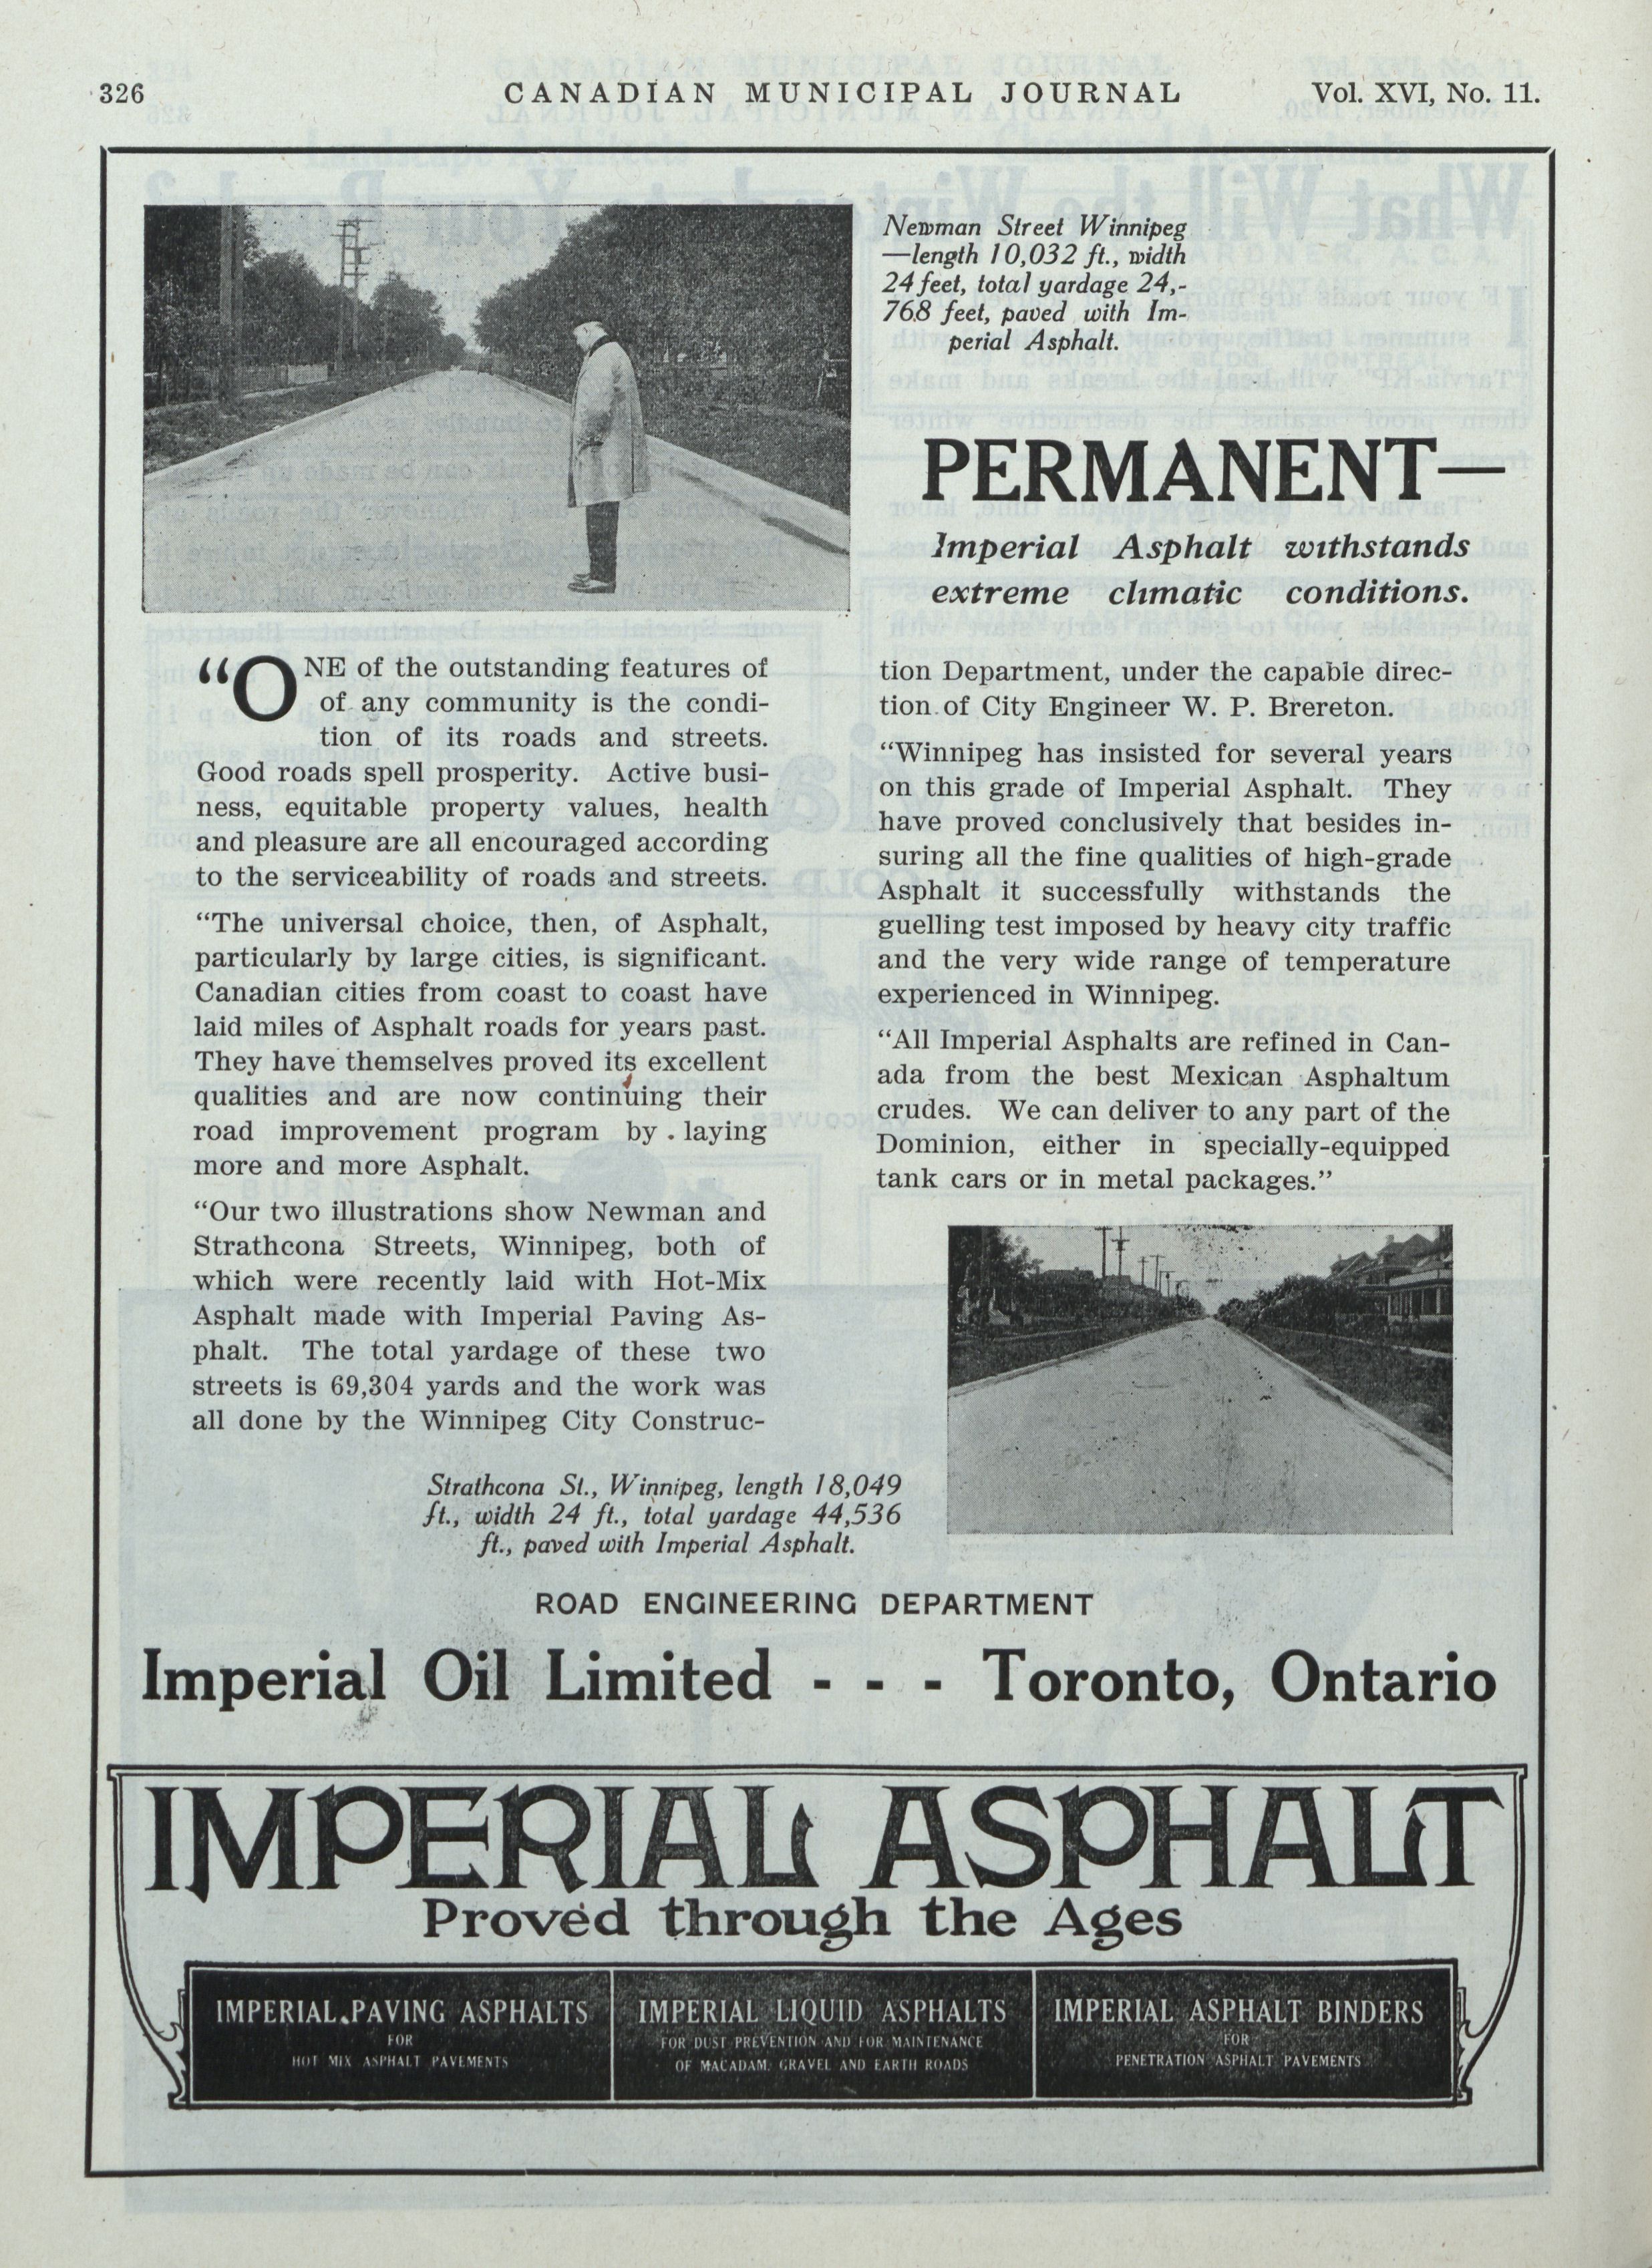 326
CANADIAN MUNICIPAL JOURNAL
Vol. XVI, No. 11.
Newman Street Winnipeg
—length 10,032 ft., width
24 feet, total yardage 24,-
768 feet, paved with Im-
perial Asphalt.
PERMANENT—
Imperial Asphalt withstands
extreme climatic conditions.
“ONE of the outstanding features of
of any community is the condi-
tion of its roads and streets.
Good roads spell prosperity. Active busi-
ness, equitable property values, health
and pleasure are all encouraged according
to the serviceability of roads and streets.
“The universal choice, then, of Asphalt,
particularly by large cities, is significant.
Canadian cities from coast to coast have
laid miles of Asphalt roads for years past.
They have themselves proved its excellent
qualities and are now continuing their
road improvement program by . laying
more and more Asphalt.
“Our two illustrations show Newman and
Strathcona Streets, Winnipeg, both of
which were recently laid with Hot-Mix
Asphalt made with Imperial Paving As-
phalt. The total yardage of these two
streets is 69,304 yards and the work was
all done by the Winnipeg City Construc-
tion Department, under the capable direc-
tion of City Engineer W. P. Brereton.
“Winnipeg has insisted for several years
on this grade of Imperial Asphalt. They
have proved conclusively that besides in-
suring all the fine qualities of high-grade
Asphalt it successfully withstands the
guelling test imposed by heavy city traffic
and the very wide range of temperature
experienced in Winnipeg.
“All Imperial Asphalts are refined in Can-
ada from the best Mexican Asphaltum
crudes. We can deliver to any part of the
Dominion, either in specially-equipped
tank cars or in metal packages.”
Strathcona St., Winnipeg, length 18,049
ft., width 24 ft., total yardage 44,536
ft., paved with Imperial Asphalt.
ROAD ENGINEERING DEPARTMENT
Imperial Oil Limited - - - Toronto, Ontario
IMPERIAL ASPHALT
Proved through the Ages
IMPERIAL PAVING ASPHALTS
FOR
HOT MIX ASPHALT PAVEMENTS
IMPERIAL LIQUID ASPHALTS
FOR DUST PREVENTION AND FOR MAINTENANCE
OF MACADAM, GRAVEL AND EARTH ROADS
IMPERIAL ASPHALT BINDERS
FOR
PENETRATION ASPHALT PAVEMENTS